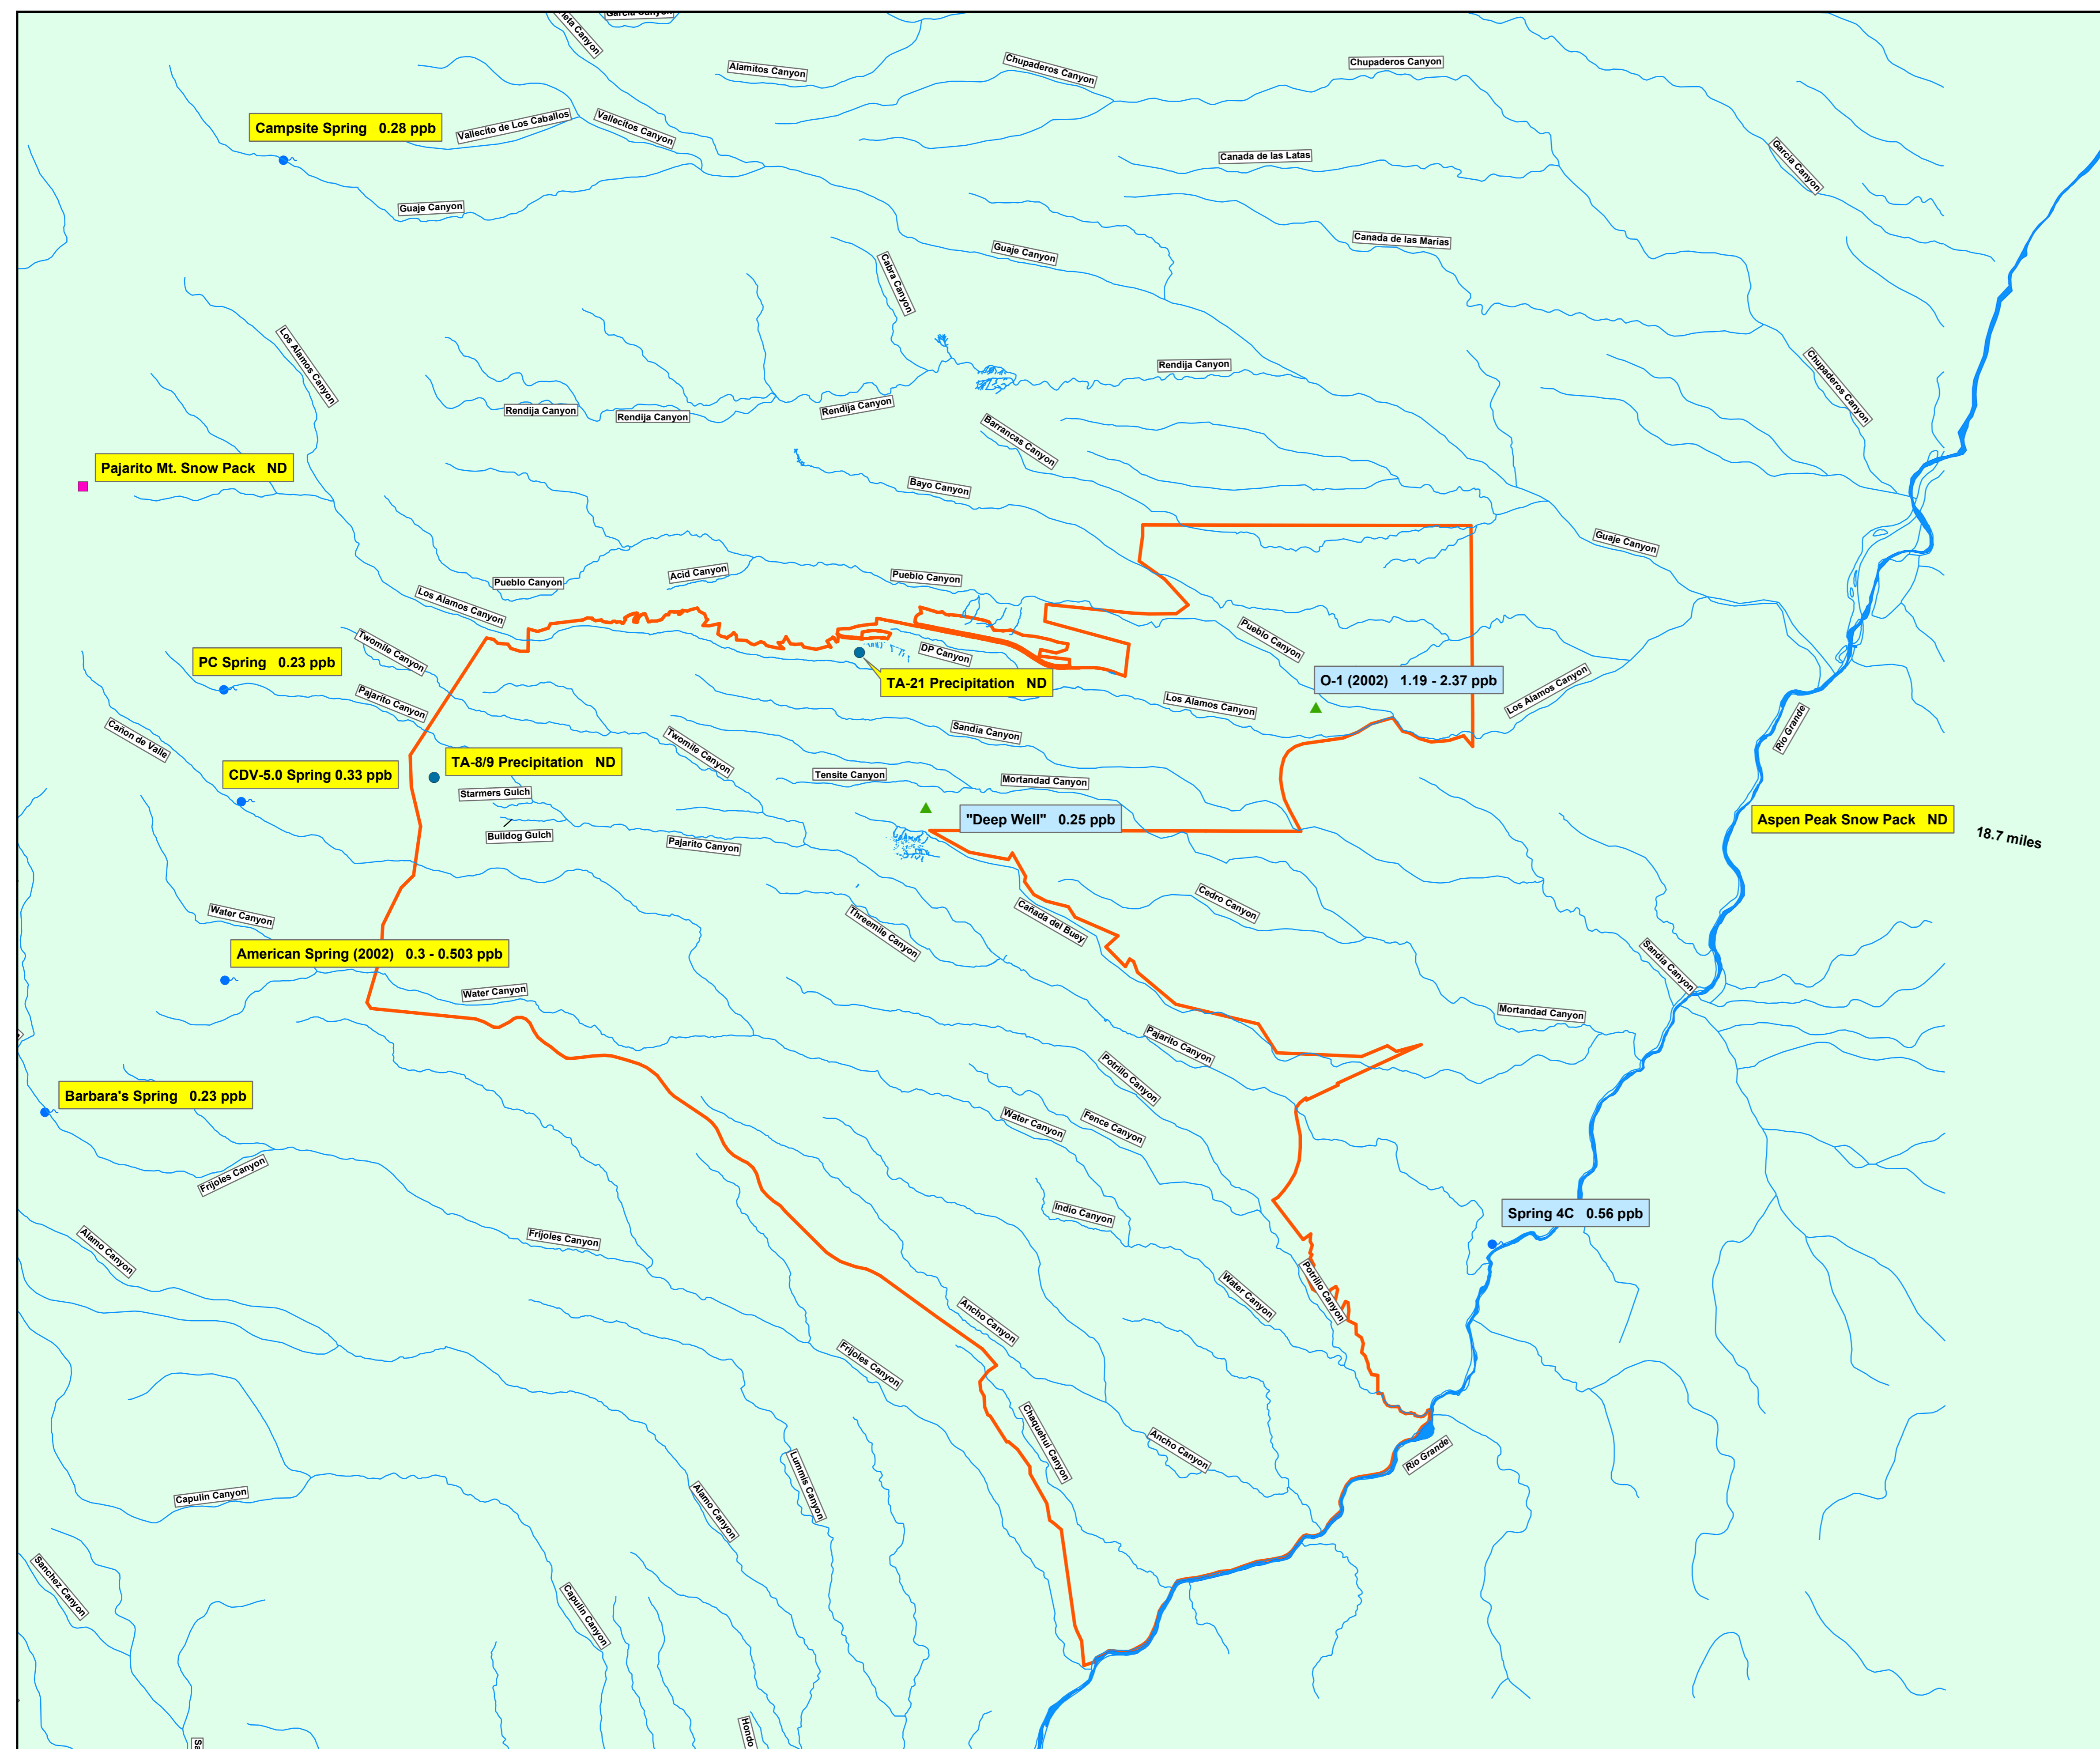 Garcia Canyon
Alamitos Canyon
Chupaderos Canyon
Chupaderos Canyon
Campsite Spring   0.28 ppb
Vallecito de Los Caballos
Vallecitos Canyon
Canada de las Latas
Garcia Canyon
Guaje Canyon
Canada de las Marias
Guaje Canyon
Cabra Canyon
Los Alamos Canyon
Rendija Canyon
Chupaderos Canyon
Rendija Canyon
Rendija Canyon
Rendija Canyon
Barrancas Canyon
Pajarito Mt. Snow Pack   ND
Bayo Canyon
Guaje Canyon
Pueblo Canyon
Acid Canyon
Pueblo Canyon
Los Alamos Canyon
Twomile Canyon
PC Spring   0.23 ppb
DP Canyon
Pueblo Canyon
TA-21 Precipitation   ND
O-1 (2002)   1.19 - 2.37 ppb
Los Alamos Canyon
Pajarito Canyon
Los Alamos Canyon
Cañon de Valle
Sandia Canyon
Twomile Canyon
Rio Grande
TA-8/9 Precipitation   ND
CDV-5.0 Spring 0.33 ppb
Tensite Canyon
Mortandad Canyon
Starmers Gulch
"Deep Well"   0.25 ppb
Aspen Peak Snow Pack   ND
18.7 miles
Bulldog Gulch
Pajarito Canyon
Cedro Canyon
Water Canyon
Threemile Canyon
Cañada del Buey
American Spring (2002)   0.3 - 0.503 ppb
Sandia Canyon
Water Canyon
Mortandad Canyon
Pajarito Canyon
Potrillo Canyon
Barbara's Spring   0.23 ppb
Water Canyon
Fence Canyon
Frijoles Canyon
Indio Canyon
Spring 4C   0.56 ppb
Alamo Canyon
Frijoles Canyon
Water Canyon
Potrillo Canyon
Ancho Canyon
Frijoles Canyon
Chaquehui Canyon
Ancho Canyon
Rio Grande
Lummis Canyon
Capulin Canyon
Alamo Canyon
Sanchez Canyon
Capulin Canyon
Hondo